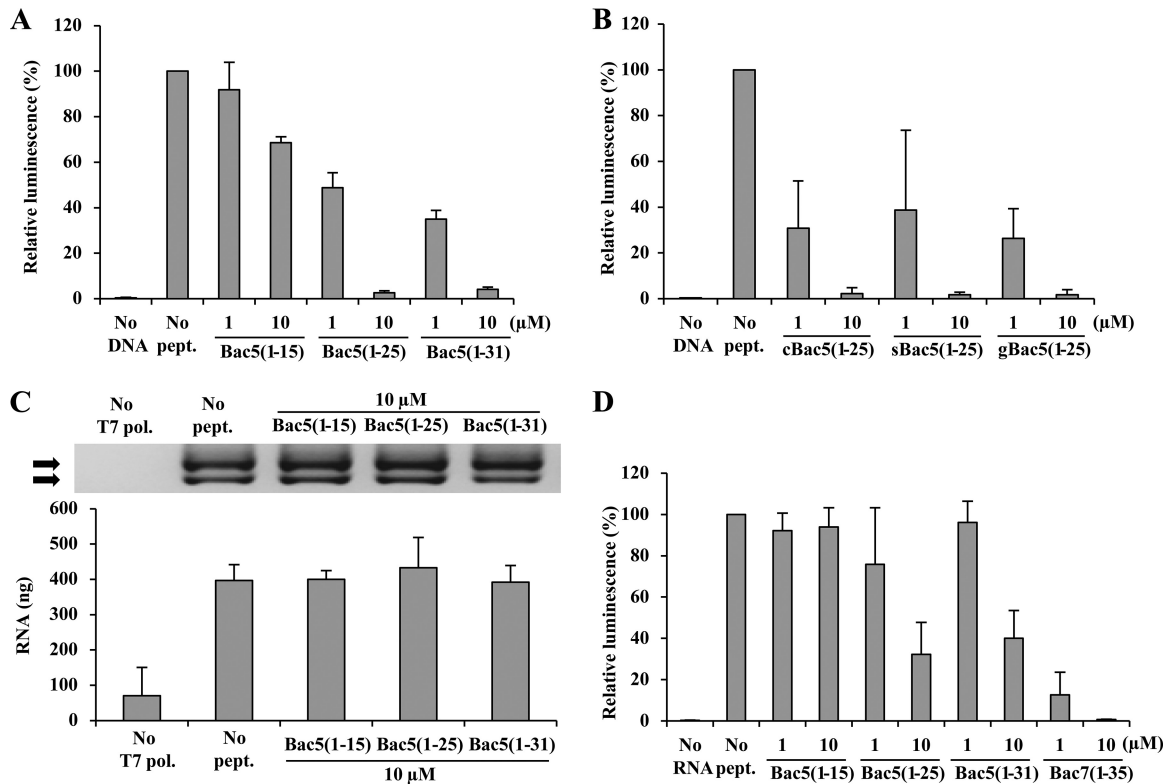 A
Relative luminescence (%)
120
100
80
60
40
20
0
No DNA
No pept.
1 10 1 10 1 10 (µM)
Bac5(1-15) Bac5(1-25) Bac5(1-31)
B
Relative luminescence (%)
120
100
80
60
40
20
0
No DNA
No pept.
1 10 1 10 1 10 (µM)
cBac5(1-25) sBac5(1-25) gBac5(1-25)
C
No T7 pol.
No pept.
10 µM
Bac5(1-15) Bac5(1-25) Bac5(1-31)
RNA (ng)
600
500
400
300
200
100
0
No T7 pol.
No pept.
Bac5(1-15) Bac5(1-25) Bac5(1-31)
10 µM
D
Relative luminescence (%)
120
100
80
60
40
20
0
No RNA
No pept.
1 10 1 10 1 10 1 10 (µM)
Bac5(1-15) Bac5(1-25) Bac5(1-31) Bac7(1-35)